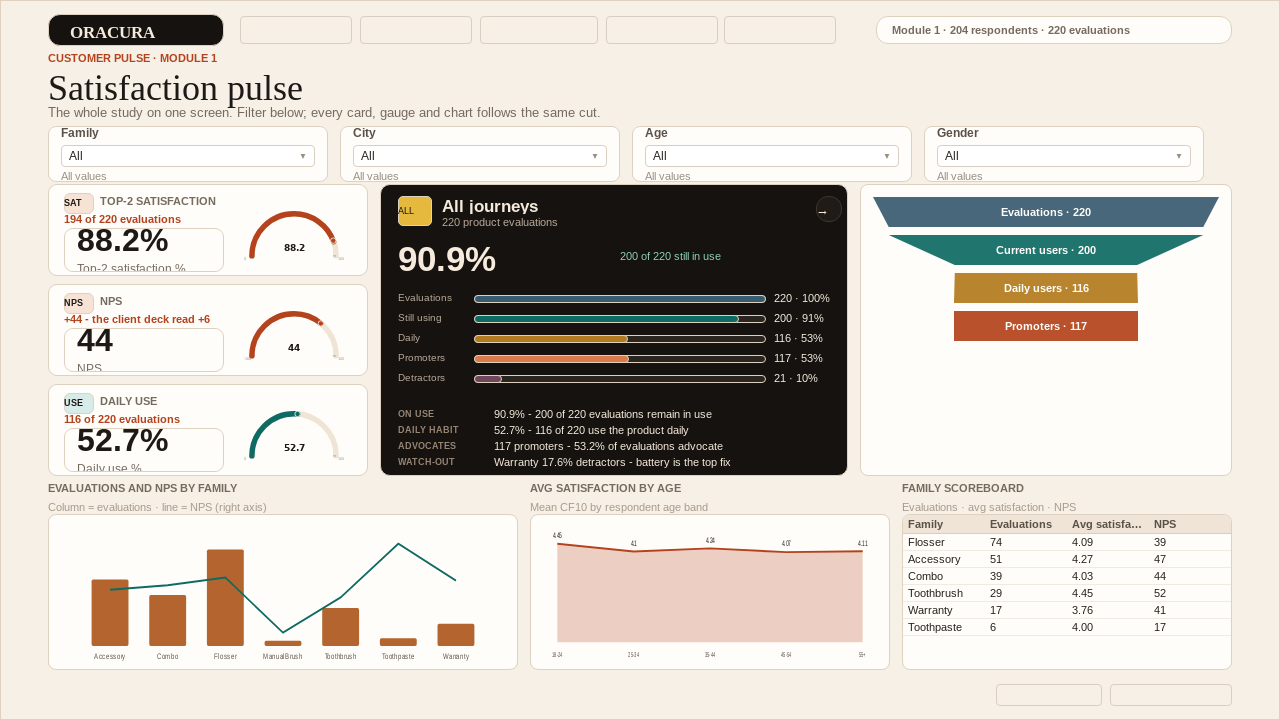 ORACURA
Module 1 · 204 respondents · 220 evaluations
CUSTOMER PULSE · MODULE 1
Satisfaction pulse
The whole study on one screen. Filter below; every card, gauge and chart follows the same cut.
Family
All
All values
City
All
All values
Age
All
All values
Gender
All
All values
SAT
TOP-2 SATISFACTION
194 of 220 evaluations
88.2%
Top-2 satisfaction %
88.2
NPS
NPS
+44 - the client deck read +6
44
NPS
44
USE
DAILY USE
116 of 220 evaluations
52.7%
Daily use %
52.7
ALL
All journeys
220 product evaluations
→
90.9%
200 of 220 still in use
Evaluations 220 · 100%
Still using 200 · 91%
Daily 116 · 53%
Promoters 117 · 53%
Detractors 21 · 10%
ON USE 90.9% - 200 of 220 evaluations remain in use
DAILY HABIT 52.7% - 116 of 220 use the product daily
ADVOCATES 117 promoters - 53.2% of evaluations advocate
WATCH-OUT Warranty 17.6% detractors - battery is the top fix
Evaluations · 220
Current users · 200
Daily users · 116
Promoters · 117
EVALUATIONS AND NPS BY FAMILY
Column = evaluations · line = NPS (right axis)
Accessory Combo Flosser ManualBrush Toothbrush Toothpaste Warranty
AVG SATISFACTION BY AGE
Mean CF10 by respondent age band
4.45 4.1 4.24 4.07 4.11
18-24 25-34 35-44 45-54 55+
FAMILY SCOREBOARD
Evaluations · avg satisfaction · NPS
Family Evaluations Avg satisfa... NPS
Flosser 74 4.09 39
Accessory 51 4.27 47
Combo 39 4.03 44
Toothbrush 29 4.45 52
Warranty 17 3.76 41
Toothpaste 6 4.00 17